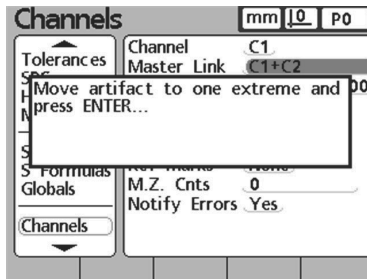 Channels mm 0 P0
Tolerances
Channel C1
Master Link C1+C2
Move artifact to one extreme and
press ENTER...
S Formulas
Globals
M.Z. Cnts 0
Notify Errors Yes
Channels